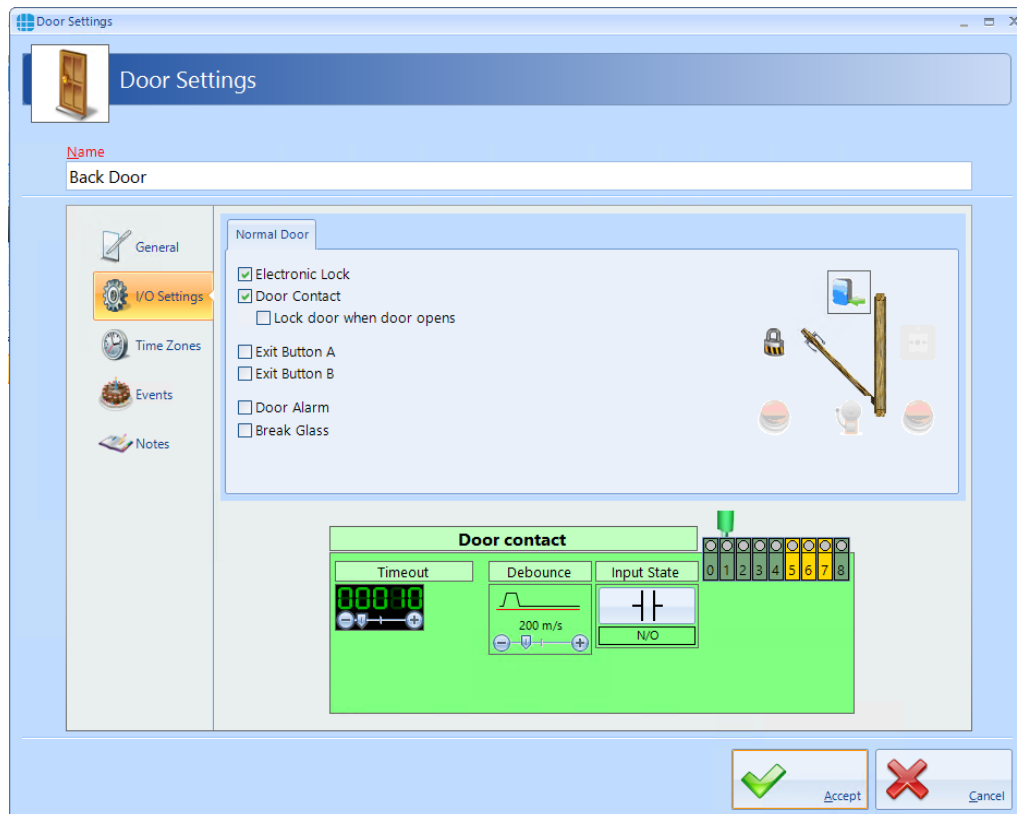 Door Settings
Door Settings
Name
Back Door
General
I/O Settings
Time Zones
Events
Notes
Normal Door
Electronic Lock
Door Contact
Lock door when door opens
Exit Button A
Exit Button B
Door Alarm
Break Glass
Door contact
0 1 2 3 4 5 6 7 8
Timeout
Debounce
Input State
00010
200 m/s
N/O
Accept
Cancel